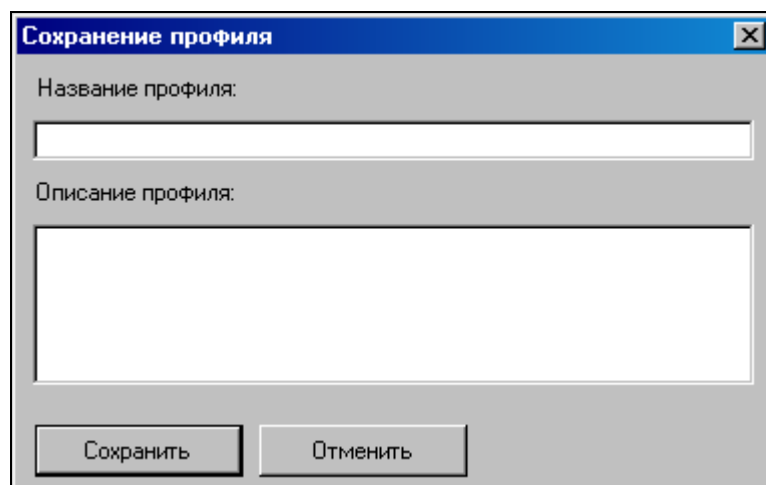 Сохранение профиля
Название профиля:
Описание профиля:
Сохранить Отменить